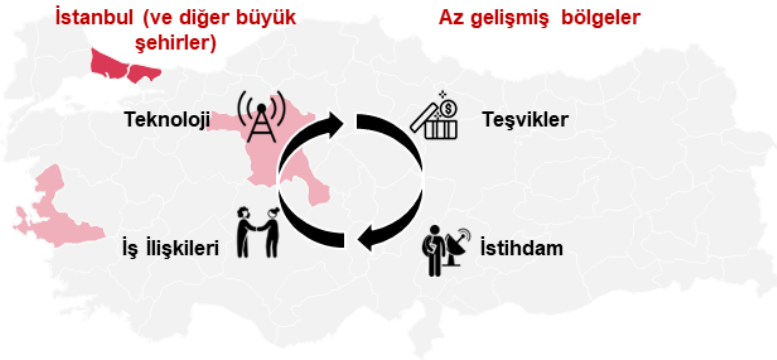 İstanbul (ve diğer büyük
şehirler)
Az gelişmiş bölgeler
Teknoloji
Teşvikler
İş İlişkileri
İstihdam